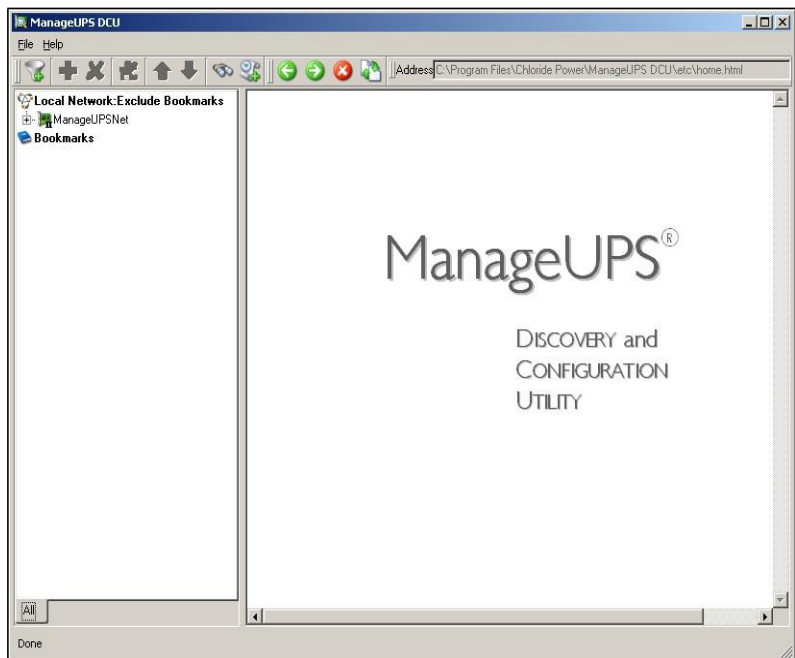 ManageUPS DCU
File Help
Address C:\Program Files\Chloride Power\ManageUPS DCU\etc\home.html
Local Network:Exclude Bookmarks
ManageUPSNet
Bookmarks
ManageUPS®
DISCOVERY and
CONFIGURATION
UTILITY
All
Done